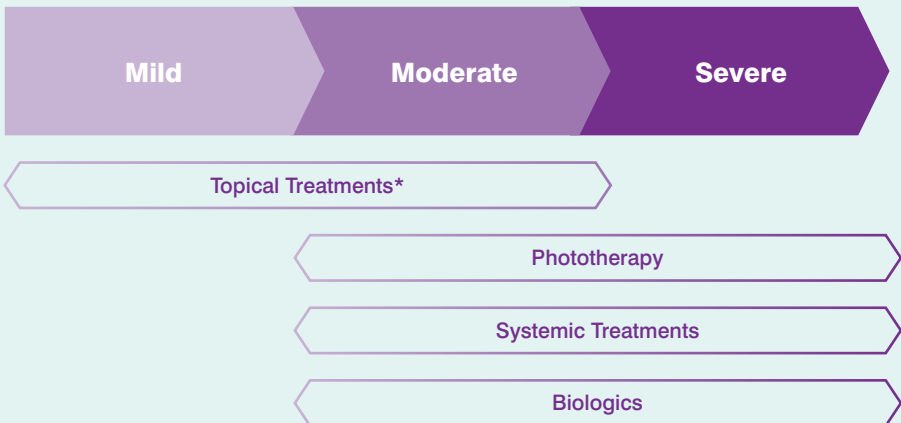 Mild Moderate Severe
Topical Treatments*
Phototherapy
Systemic Treatments
Biologics